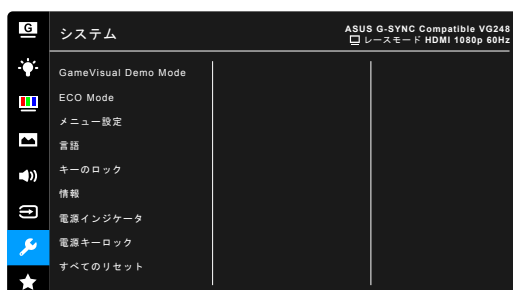 G
システム
ASUS G-SYNC Compatible VG248
レースモード HDMI 1080p 60Hz
GameVisual Demo Mode
ECO Mode
メニュー設定
言語
キーのロック
情報
電源インジケータ
電源キーロック
すべてのリセット